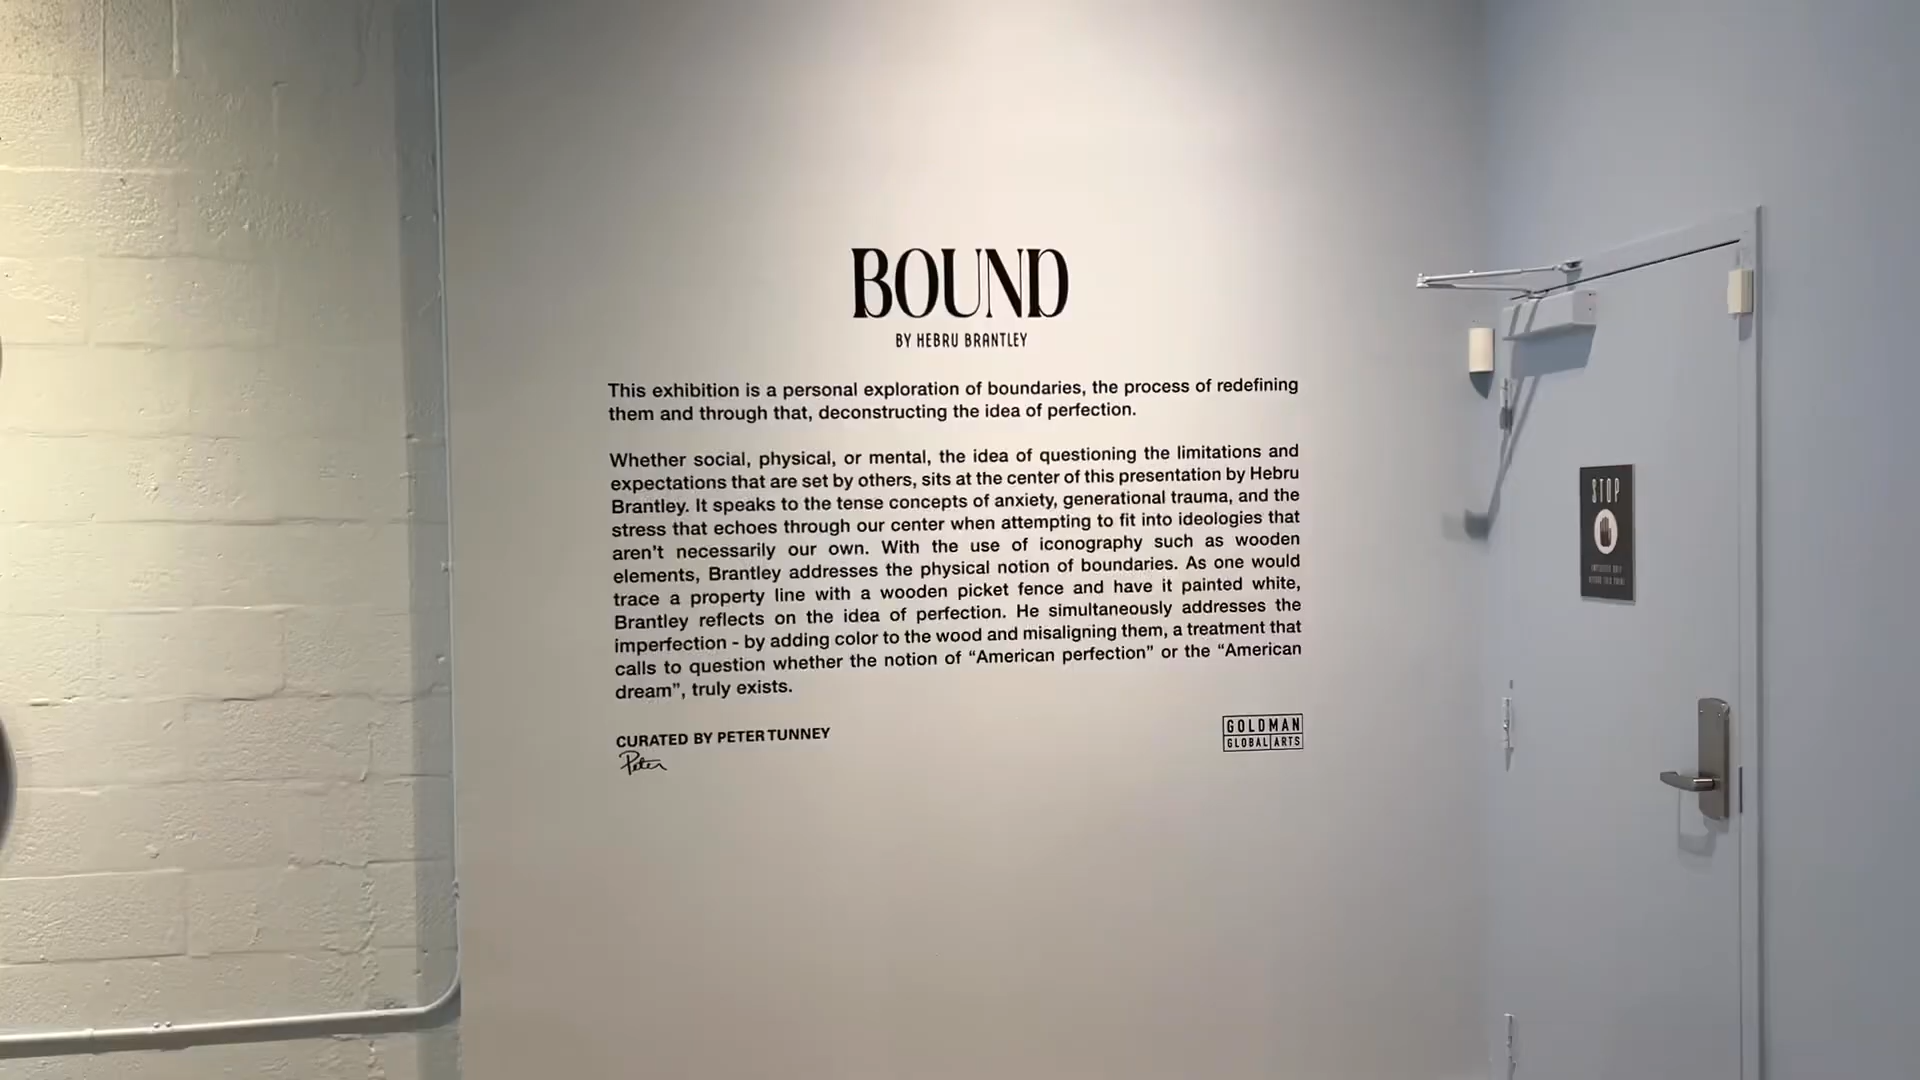 BOUND
BY HEBRU BRANTLEY
This exhibition is a personal exploration of boundaries, the process of redefining
them and through that, deconstructing the idea of perfection.
Whether social, physical, or mental, the idea of questioning the limitations and
expectations that are set by others, sits at the center of this presentation by Hebru
Brantley. It speaks to the tense concepts of anxiety, generational trauma, and the
stress that echoes through our center when attempting to fit into ideologies that
aren't necessarily our own. With the use of iconography such as wooden
elements, Brantley addresses the physical notion of boundaries. As one would
trace a property line with a wooden picket fence and have it painted white,
Brantley reflects on the idea of perfection. He simultaneously addresses the
imperfection - by adding color to the wood and misaligning them, a treatment that
calls to question whether the notion of “American perfection” or the “American
dream”, truly exists.
CURATED BY PETER TUNNEY
Peter
GOLDMAN
GLOBAL ARTS
STOP
EMPLOYEES ONLY
BEYOND THIS POINT